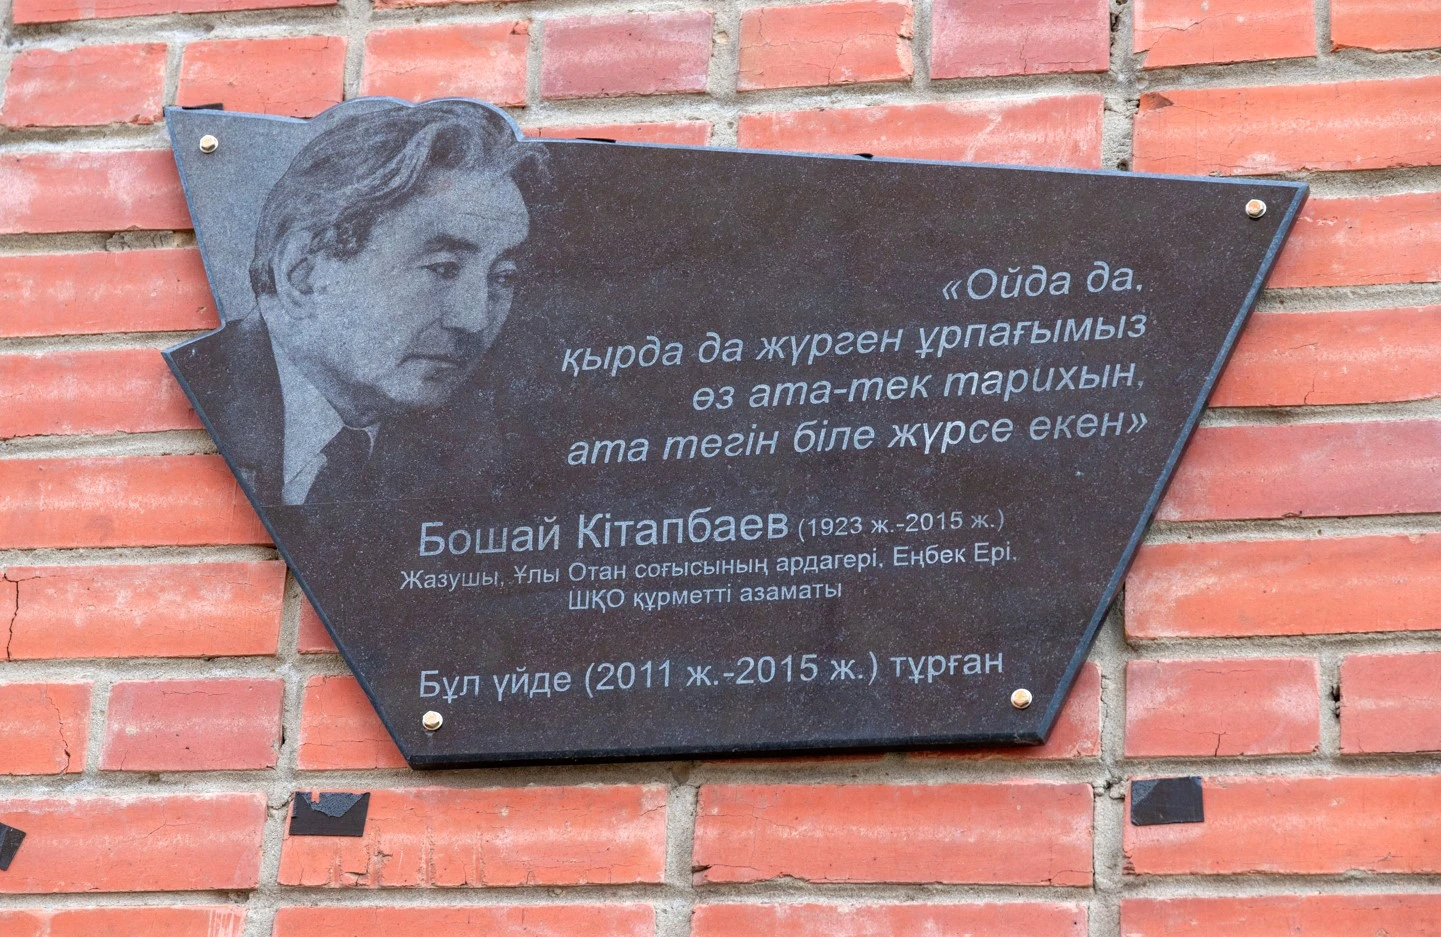 «Ойда да,
қырда да жүрген ұрпағымыз
өз ата-тек тарихын,
ата тегін біле жүрсе екен»
Бошай Кітапбаев (1923 ж.-2015 ж.)
Жазушы, Ұлы Отан соғысының ардагері, Еңбек Ері,
ШҚО құрметті азаматы
Бұл үйде (2011 ж.-2015 ж.) тұрған